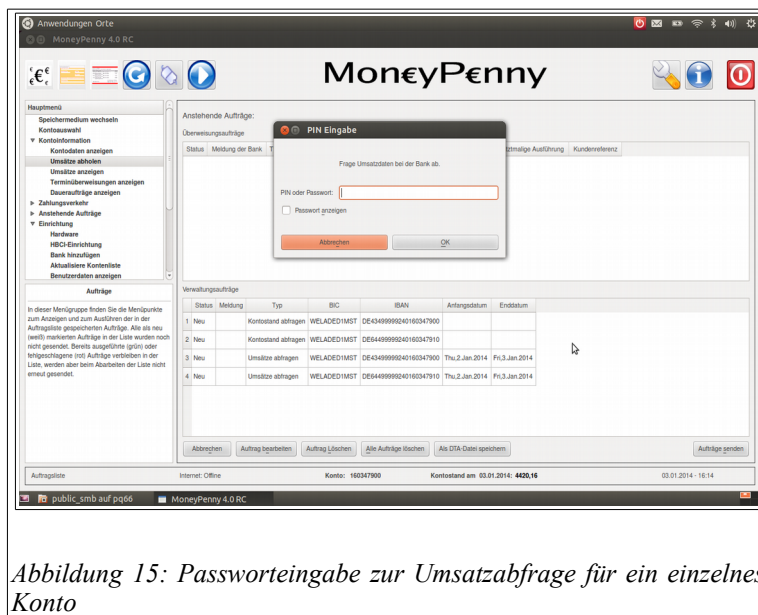 Anwendungen Orte
MoneyPenny 4.0 RC
MonєyPєnny
Hauptmenü
Speichermedium wechseln
Kontoauswahl
Kontoinformation
Kontodaten anzeigen
Umsätze abholen
Umsätze anzeigen
Terminüberweisungen anzeigen
Daueraufträge anzeigen
Zahlungsverkehr
Anstehende Aufträge
Einrichtung
Hardware
HBCI-Einrichtung
Bank hinzufügen
Aktualisiere Kontenliste
Benutzerdaten anzeigen
Aufträge
In dieser Menügruppe finden Sie die Menüpunkte
zum Anzeigen und zum Ausführen der in der
Auftragsliste gespeicherten Aufträge. Alle als neu
(weiß) markierten Aufträge in der Liste wurden noch
nicht gesendet. Bereits ausgeführte (grün) oder
fehlgeschlagene (rot) Aufträge verbleiben in der
Liste, werden aber beim Abarbeiten der Liste nicht
erneut gesendet.
Anstehende Aufträge:
Überweisungsaufträge
Status Meldung der Bank T
tztmalige Ausführung Kundenreferenz
PIN Eingabe
Frage Umsatzdaten bei der Bank ab.
PIN oder Passwort:
Passwort anzeigen
Abbrechen OK
Verwaltungsaufträge
Status Meldung Typ BIC IBAN Anfangsdatum Enddatum
1 Neu Kontostand abfragen WELADED1MST DE43499999240160347900
2 Neu Kontostand abfragen WELADED1MST DE64499999240160347910
3 Neu Umsätze abfragen WELADED1MST DE43499999240160347900 Thu,2.Jan.2014 Fri,3.Jan.2014
4 Neu Umsätze abfragen WELADED1MST DE64499999240160347910 Thu,2.Jan.2014 Fri,3.Jan.2014
Abbrechen Auftrag bearbeiten Auftrag Löschen Alle Aufträge löschen Als DTA-Datei speichern Aufträge senden
Auftragsliste Internet: Offline Konto: 160347900 Kontostand am 03.01.2014: 4420,16 03.01.2014 - 16:14
public_smb auf pq66 MoneyPenny 4.0 RC
Abbildung 15: Passworteingabe zur Umsatzabfrage für ein einzelnes
Konto